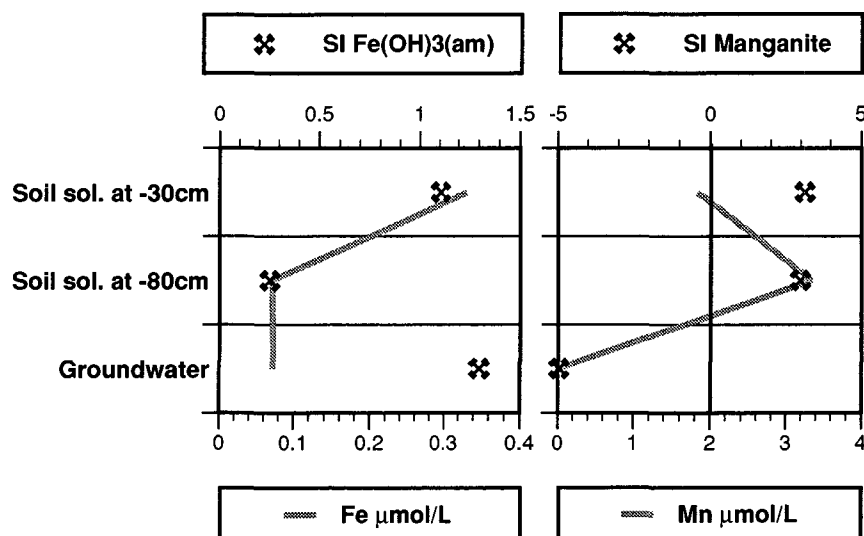 SI Fe(OH)3(am) SI Manganite
0 0.5 1 1.5 -5 0 5
Soil sol. at -30cm
Soil sol. at -80cm
Groundwater
0 0.1 0.2 0.3 0.4 0 1 2 3 4
Fe µmol/L Mn µmol/L